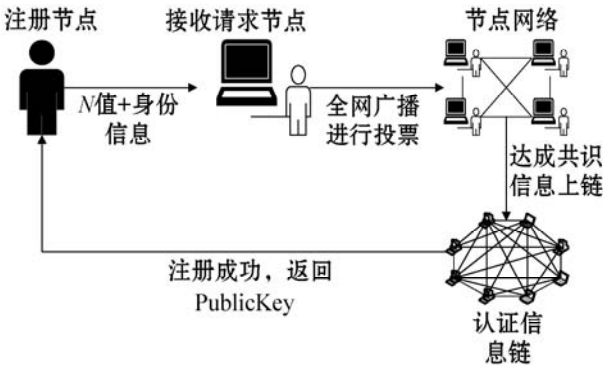 注册节点
接收请求节点
节点网络
N值+身份
信息
全网广播
进行投票
达成共识
信息上链
注册成功，返回
PublicKey
认证信
息链